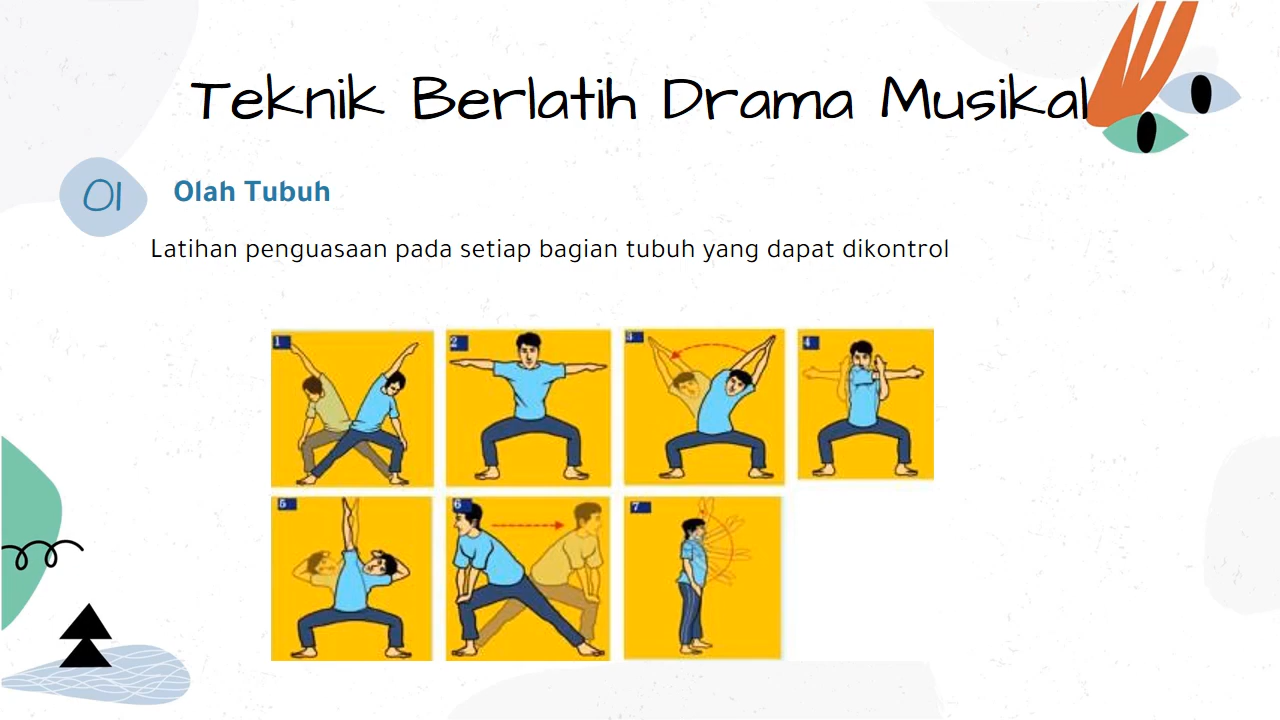 Teknik Berlatih Drama Musikal
01
Olah Tubuh
Latihan penguasaan pada setiap bagian tubuh yang dapat dikontrol
1
2
3
4
5
6
7